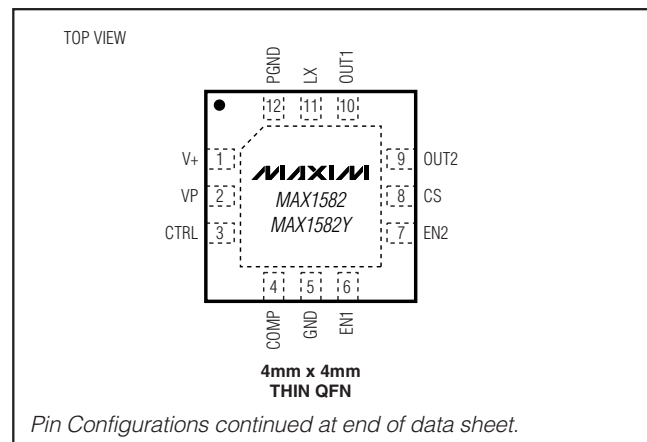 TOP VIEW
PGND
LX
OUT1
12
11
10
V+ 1
VP 2
CTRL 3
MAXIM
MAX1582
MAX1582Y
9 OUT2
8 CS
7 EN2
4
5
6
COMP
GND
EN1
4mm x 4mm
THIN QFN
Pin Configurations continued at end of data sheet.